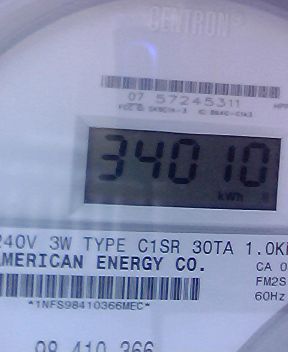 CENTRON®
07 57245311
34010
kWh
240V 3W TYPE C1SR 30TA 1.0K
AMERICAN ENERGY CO.
CA 0
FM2S
60Hz
*1NFS98410366MEC*
98 410 366